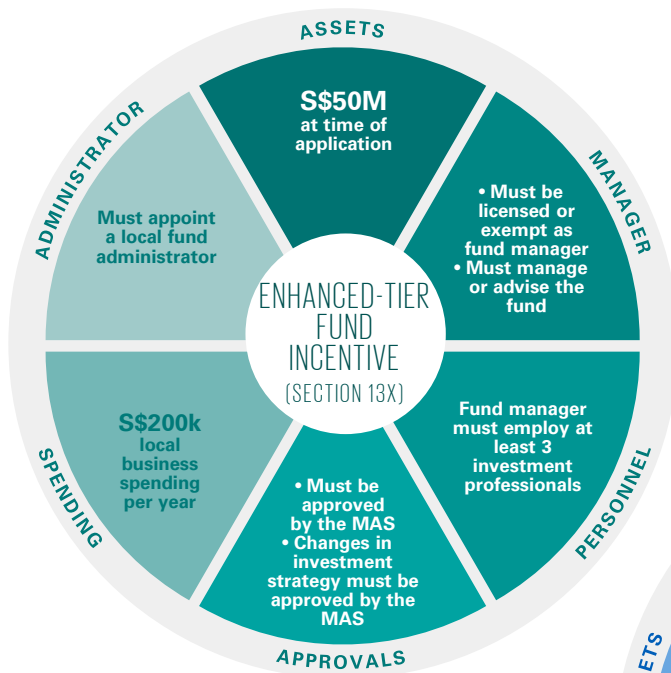 ASSETS
S$50M
at time of
application
MANAGER
• Must be
licensed or
exempt as
fund manager
• Must manage
or advise the
fund
PERSONNEL
Fund manager
must employ at
least 3
investment
professionals
APPROVALS
• Must be
approved
by the MAS
• Changes in
investment
strategy must be
approved by the
MAS
SPENDING
S$200k
local
business
spending
per year
ADMINISTRATOR
Must appoint
a local fund
administrator
ENHANCED-TIER
FUND
INCENTIVE
(SECTION 13X)
ETS